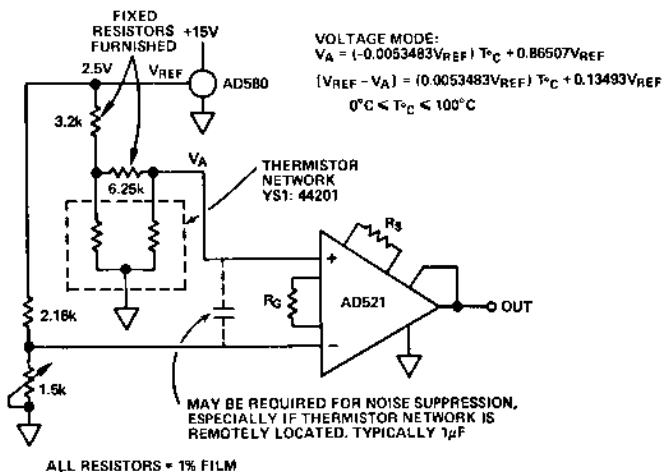 FIXED
RESISTORS
FURNISHED
+15V
2.5V
VREF
AD580
3.2k
VA
6.25k
THERMISTOR
NETWORK
YS1: 44201
VOLTAGE MODE:
VA = (-0.0053483VREF) T°C + 0.86507VREF
[VREF - VA] = (0.0053483VREF) T°C + 0.13493VREF
0°C ≤ T°C ≤ 100°C
RS
+
RG
AD521
OUT
−
2.16k
1.5k
MAY BE REQUIRED FOR NOISE SUPPRESSION,
ESPECIALLY IF THERMISTOR NETWORK IS
REMOTELY LOCATED. TYPICALLY 1μF
ALL RESISTORS = 1% FILM